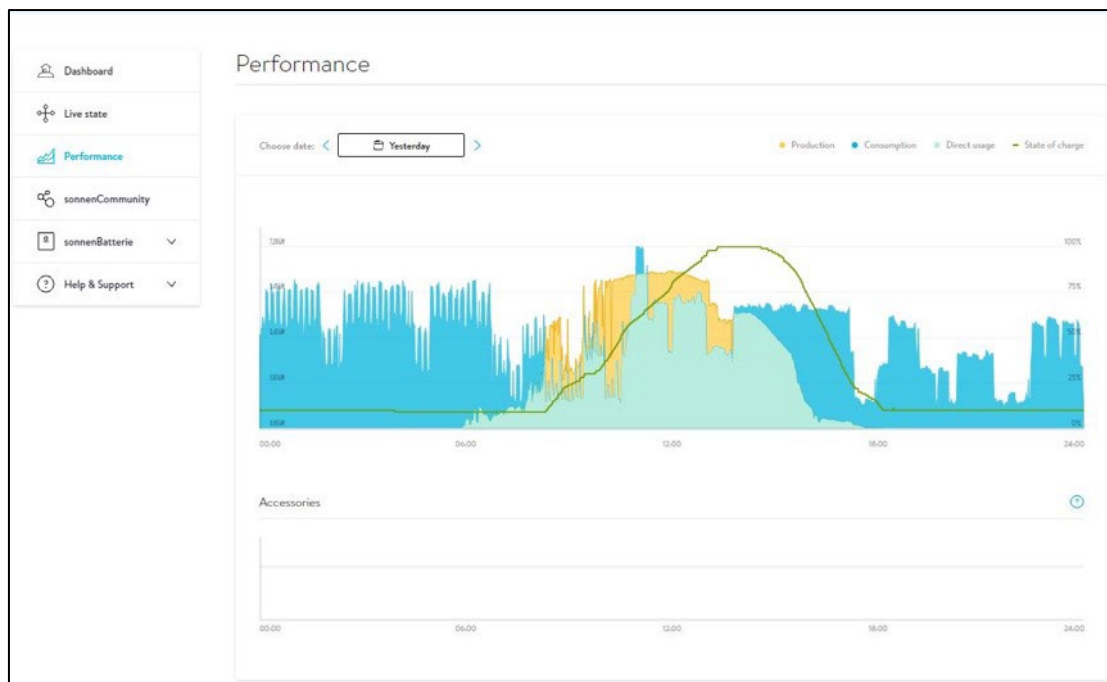 Performance
Dashboard
Live state
Performance
sonnenCommunity
sonnenBatterie
Help & Support
Choose date:
Yesterday
Production
Consumption
Direct usage
State of charge
100%
75%
50%
25%
0%
00:00
06:00
12:00
18:00
24:00
Accessories
?
00:00
06:00
12:00
18:00
24:00